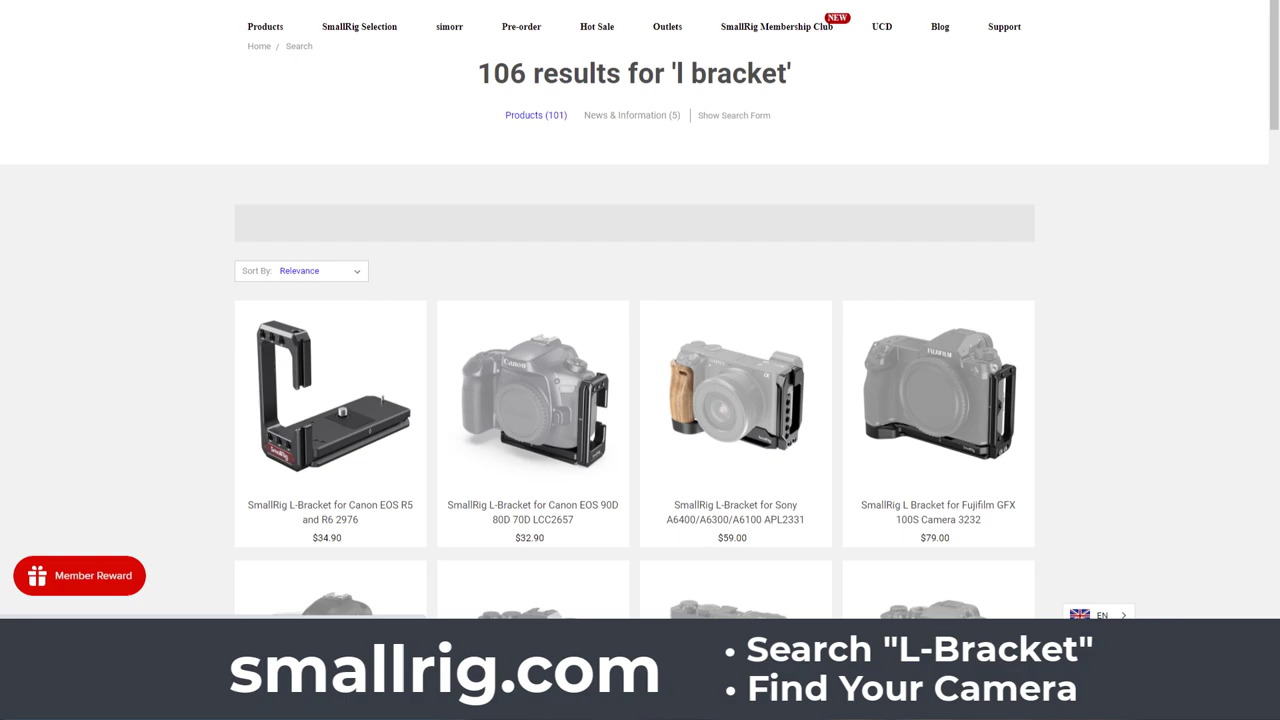 Products SmallRig Selection simorr Pre-order Hot Sale Outlets SmallRig Membership Club NEW UCD Blog Support
Home / Search
106 results for 'l bracket'
Products (101) News & Information (5) Show Search Form
Sort By: Relevance
SmallRig
Canon
SONY
FUJIFILM
SmallRig L-Bracket for Canon EOS R5
and R6 2976
$34.90
SmallRig L-Bracket for Canon EOS 90D
80D 70D LCC2657
$32.90
SmallRig L-Bracket for Sony
A6400/A6300/A6100 APL2331
$59.00
SmallRig L Bracket for Fujifilm GFX
100S Camera 3232
$79.00
Member Reward
EN
smallrig.com
• Search "L-Bracket"
• Find Your Camera